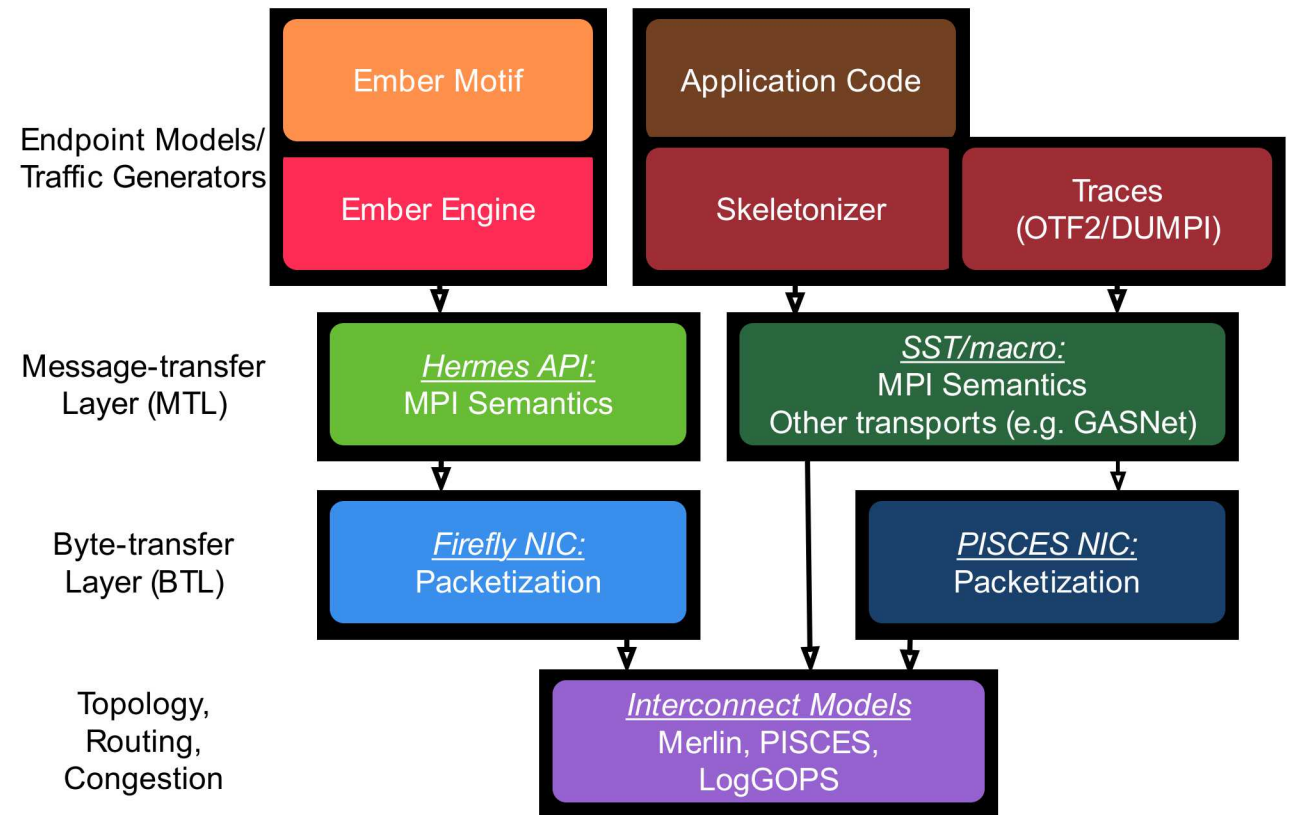 Ember Motif
Application Code
Endpoint Models/
Traffic Generators
Ember Engine
Skeletonizer
Traces
(OTF2/DUMPI)
Message-transfer
Layer (MTL)
Hermes API:
MPI Semantics
SST/macro:
MPI Semantics
Other transports (e.g. GASNet)
Byte-transfer
Layer (BTL)
Firefly NIC:
Packetization
PISCES NIC:
Packetization
Topology,
Routing,
Congestion
Interconnect Models
Merlin, PISCES,
LogGOPS